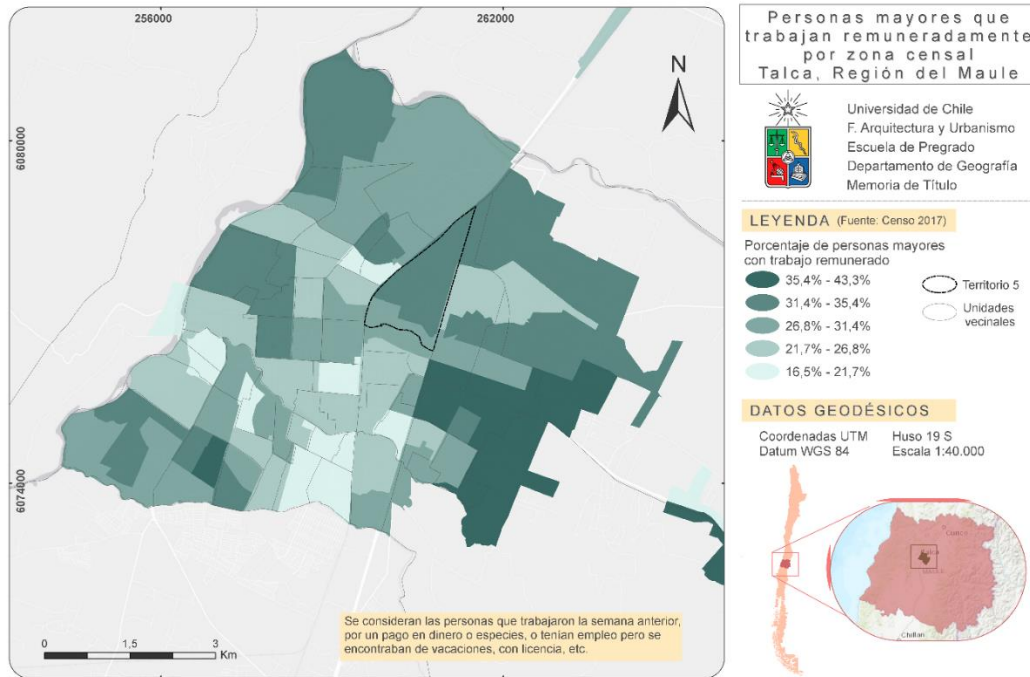 256000
262000
6080000
6074000
N
0
1,5
3
Km
Se consideran las personas que trabajaron la semana anterior,
por un pago en dinero o especies, o tenían empleo pero se
encontraban de vacaciones, con licencia, etc.
Personas mayores que
trabajan remuneradamente
por zona censal
Talca, Región del Maule
Universidad de Chile
F. Arquitectura y Urbanismo
Escuela de Pregrado
Departamento de Geografía
Memoria de Título
LEYENDA (Fuente: Censo 2017)
Porcentaje de personas mayores
con trabajo remunerado
35,4% - 43,3%
31,4% - 35,4%
26,8% - 31,4%
21,7% - 26,8%
16,5% - 21,7%
Territorio 5
Unidades
vecinales
DATOS GEODÉSICOS
Coordenadas UTM
Datum WGS 84
Huso 19 S
Escala 1:40.000
Curicó
Talca
Chillan